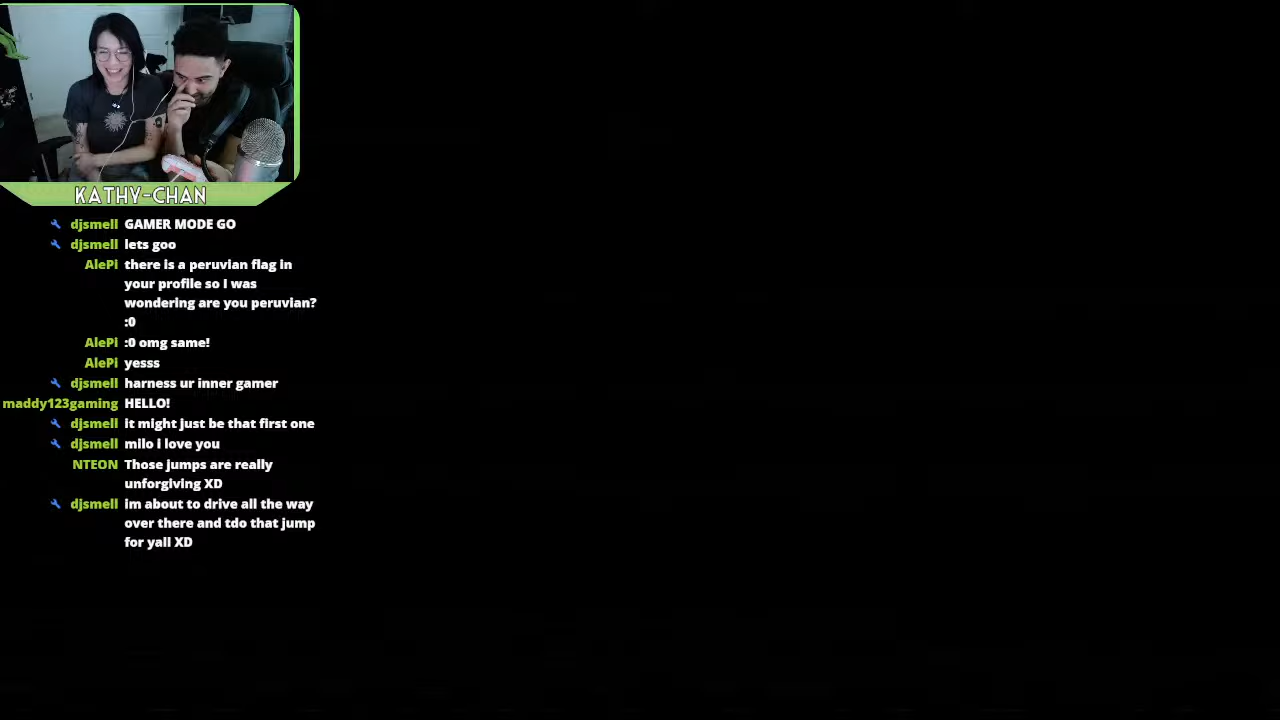 KATHY-CHAN
djsmell GAMER MODE GO
djsmell lets goo
AlePi there is a peruvian flag in
your profile so I was
wondering are you peruvian?
:0
AlePi :0 omg same!
AlePi yesss
djsmell harness ur inner gamer
maddy123gaming HELLO!
djsmell it might just be that first one
djsmell milo i love you
NTEON Those jumps are really
unforgiving XD
djsmell im about to drive all the way
over there and tdo that jump
for yall XD